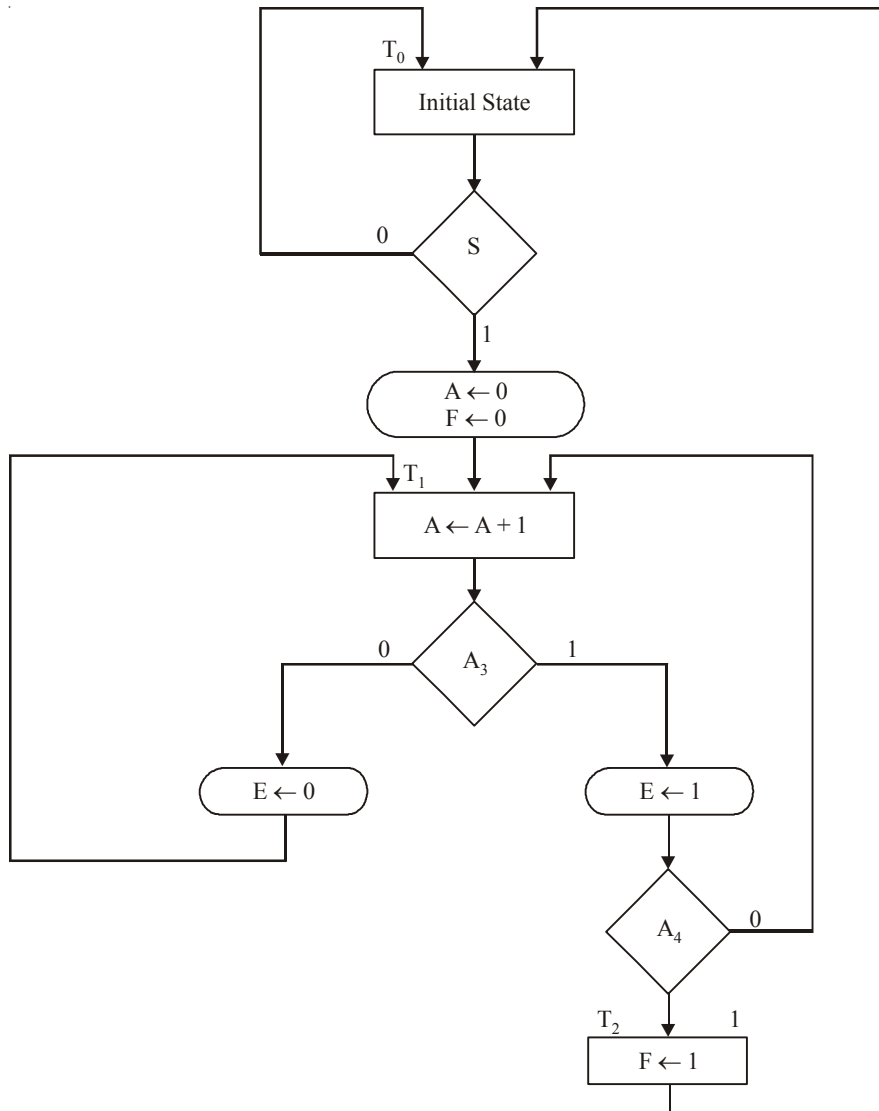 T₀
Initial State
0
S
1
A ← 0
F ← 0
T₁
A ← A + 1
0
A₃
1
E ← 0
E ← 1
A₄
0
T₂
1
F ← 1